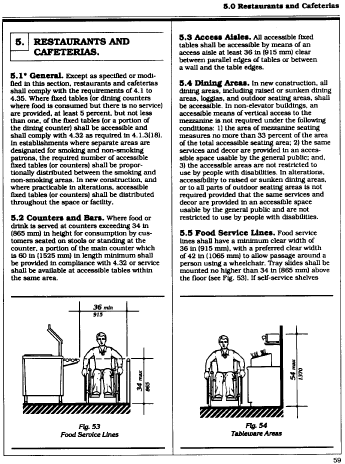 5.0 Restaurants and Cafeterias
5. RESTAURANTS AND
CAFETERIAS.
5.1* General. Except as specified or modi-
fied in this section, restaurants and cafeterias
shall comply with the requirements of 4.1 to
4.35. Where fixed tables (or dining counters
where food is consumed but there is no service)
are provided, at least 5 percent, but not less
than one, of the fixed tables (or a portion of
the dining counter) shall be accessible and
shall comply with 4.32 as required in 4.1.3(18).
In establishments where separate areas are
designated for smoking and non-smoking
patrons, the required number of accessible
fixed tables (or counters) shall be propor-
tionally distributed between the smoking and
non-smoking areas. In new construction, and
where practicable in alterations, accessible
fixed tables (or counters) shall be distributed
throughout the space or facility.
5.2 Counters and Bars. Where food or
drink is served at counters exceeding 34 in
(865 mm) in height for consumption by cus-
tomers seated on stools or standing at the
counter, a portion of the main counter which
is 60 in (1525 mm) in length minimum shall
be provided in compliance with 4.32 or service
shall be available at accessible tables within
the same area.
5.3 Access Aisles. All accessible fixed
tables shall be accessible by means of an
access aisle at least 36 in (915 mm) clear
between parallel edges of tables or between
a wall and the table edges.
5.4 Dining Areas. In new construction, all
dining areas, including raised or sunken dining
areas, loggias, and outdoor seating areas, shall
be accessible. In non-elevator buildings, an
accessible means of vertical access to the
mezzanine is not required under the following
conditions: 1) the area of mezzanine seating
measures no more than 33 percent of the area
of the total accessible seating area; 2) the same
services and decor are provided in an acces-
sible space usable by the general public; and,
3) the accessible areas are not restricted to
use by people with disabilities. In alterations,
accessibility to raised or sunken dining areas,
or to all parts of outdoor seating areas is not
required provided that the same services and
decor are provided in an accessible space
usable by the general public and are not
restricted to use by people with disabilities.
5.5 Food Service Lines. Food service
lines shall have a minimum clear width of
36 in (915 mm), with a preferred clear width
of 42 in (1065 mm) to allow passage around a
person using a wheelchair. Tray slides shall be
mounted no higher than 34 in (865 mm) above
the floor (see Fig. 53). If self-service shelves
36 min
915
34 max
865
Fig. 53
Food Service Lines
54 max
1370
Fig. 54
Tableware Areas
59